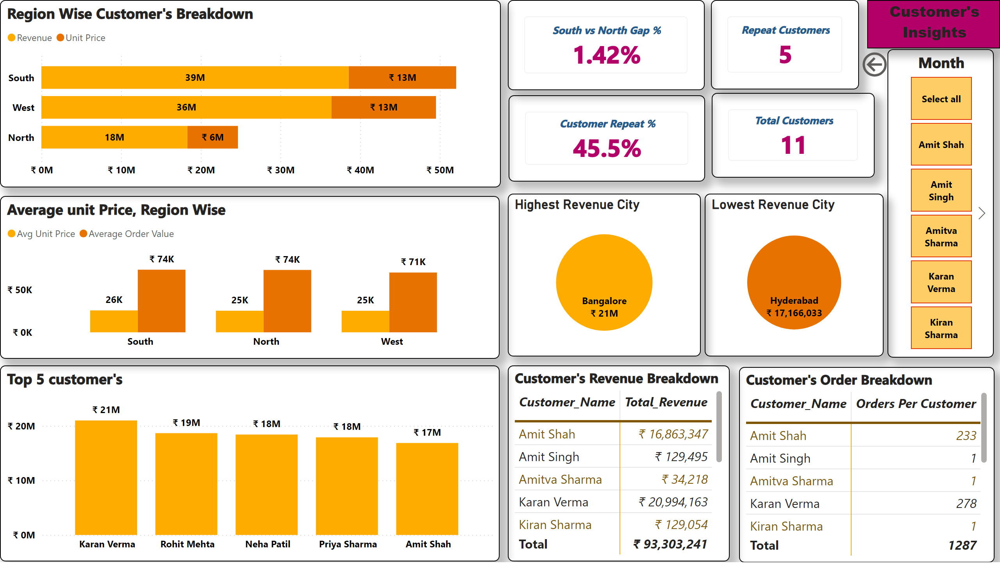 Region Wise Customer's Breakdown
Revenue Unit Price
South 39M ₹ 13M
West 36M ₹ 13M
North 18M ₹ 6M
₹ 0M ₹ 10M ₹ 20M ₹ 30M ₹ 40M ₹ 50M
South vs North Gap %
1.42%
Repeat Customers
5
Customer Repeat %
45.5%
Total Customers
11
Customer's
Insights
Month
Select all
Amit Shah
Amit
Singh
Amitva
Sharma
Karan
Verma
Kiran
Sharma
Average unit Price, Region Wise
Avg Unit Price Average Order Value
₹ 74K ₹ 74K ₹ 71K
₹ 50K
26K 25K 25K
₹ 0K
South North West
Highest Revenue City
Bangalore
₹ 21M
Lowest Revenue City
Hyderabad
₹ 17,166,033
Top 5 customer's
₹ 21M ₹ 19M ₹ 18M ₹ 18M ₹ 17M
₹ 20M
₹ 10M
₹ 0M
Karan Verma Rohit Mehta Neha Patil Priya Sharma Amit Shah
Customer's Revenue Breakdown
Customer_Name Total_Revenue
Amit Shah ₹ 16,863,347
Amit Singh ₹ 129,495
Amitva Sharma ₹ 34,218
Karan Verma ₹ 20,994,163
Kiran Sharma ₹ 129,054
Total ₹ 93,303,241
Customer's Order Breakdown
Customer_Name Orders Per Customer
Amit Shah 233
Amit Singh 1
Amitva Sharma 1
Karan Verma 278
Kiran Sharma 1
Total 1287